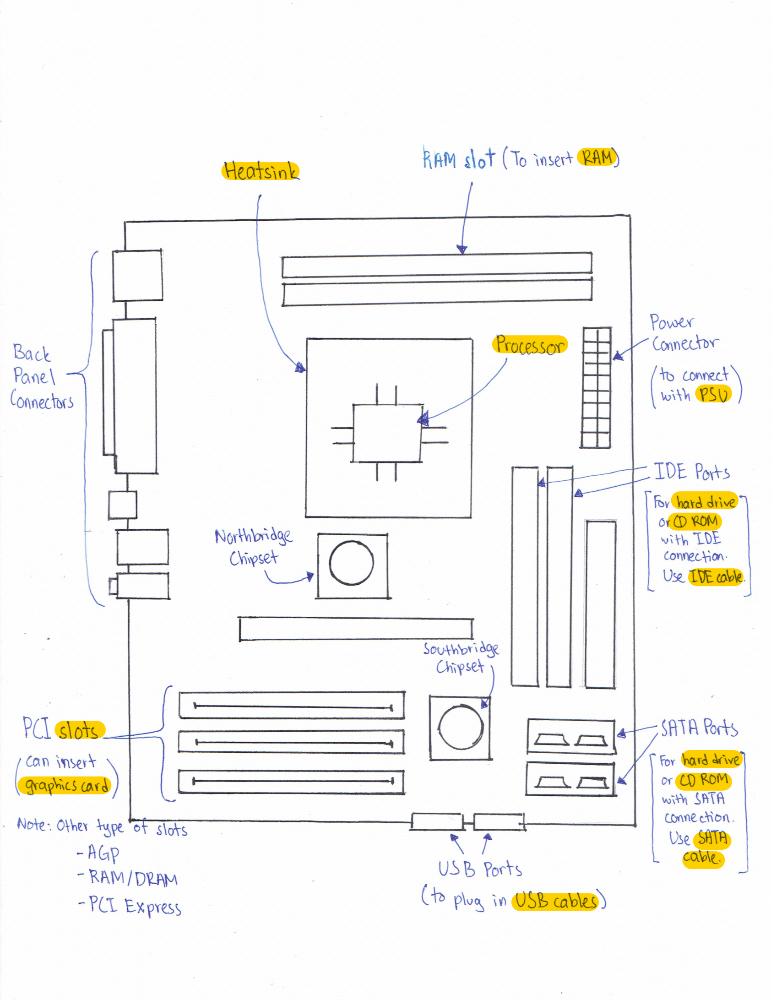 Heatsink
RAM slot (To insert RAM)
Processor
Power
Connector
(to connect
with PSU)
Back
Panel
Connectors
IDE Ports
[For hard drive
or CD ROM
with IDE
connection.
Use IDE cable.]
Northbridge
Chipset
Southbridge
Chipset
PCI slots
(can insert
graphics card)
Note: Other type of slots
- AGP
- RAM/DRAM
- PCI Express
SATA Ports
[For hard drive
or CD ROM
with SATA
connection.
Use SATA
cable.]
USB Ports
(to plug in USB cables)